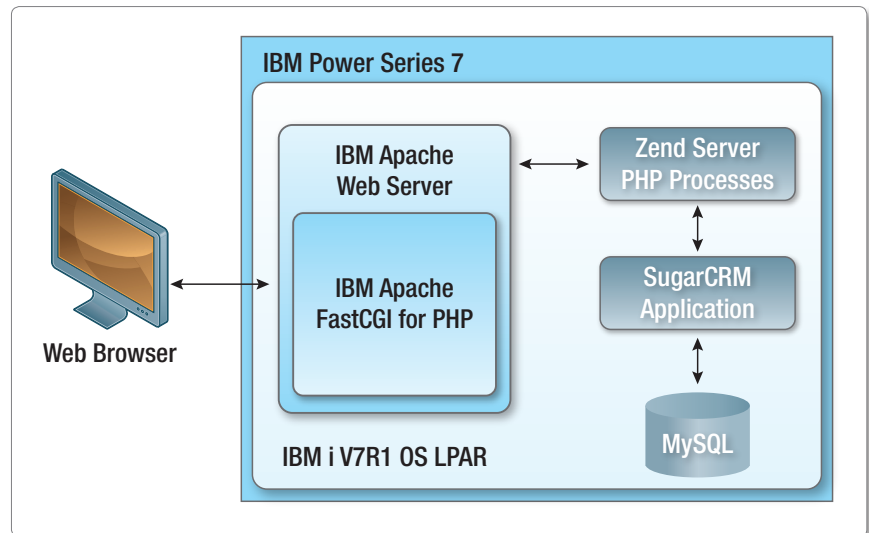 IBM Power Series 7
IBM Apache
Web Server
Zend Server
PHP Processes
IBM Apache
FastCGI for PHP
SugarCRM
Application
Web Browser
MySQL
IBM i V7R1 OS LPAR